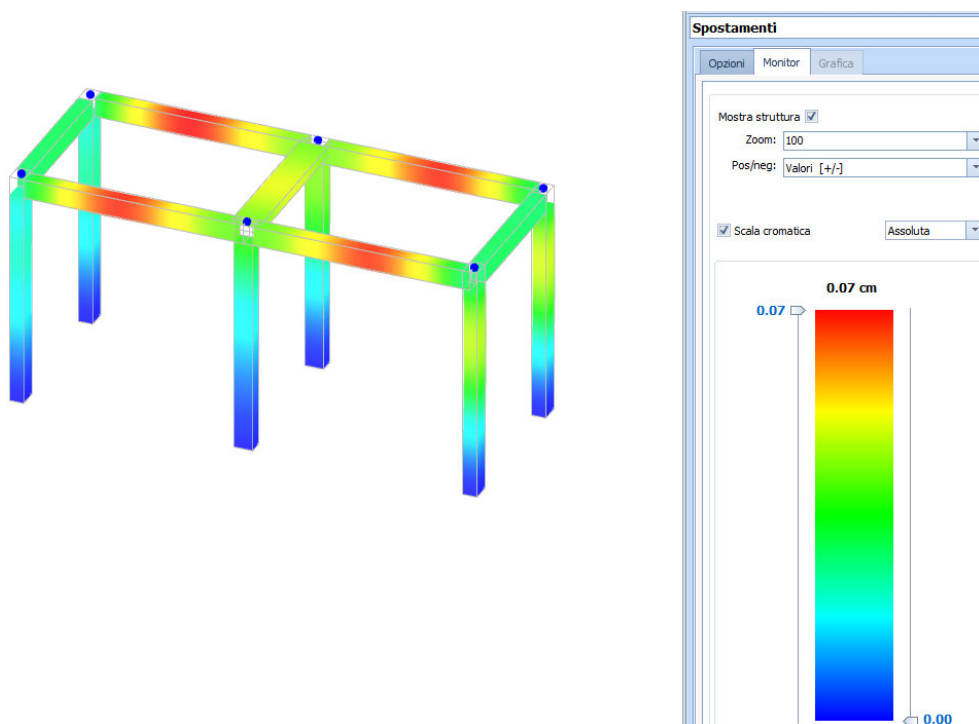 Spostamenti
Opzioni Monitor Grafica
Mostra struttura
Zoom: 100
Pos/neg: Valori [+/-]
Scala cromatica Assoluta
0.07 cm
0.07
0.00